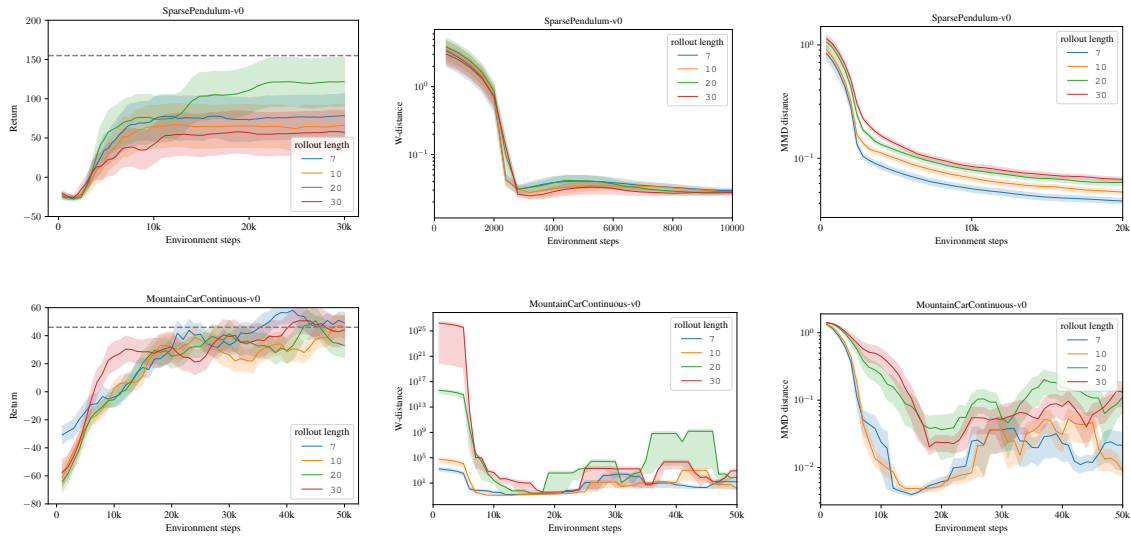 SparsePendulum-v0
200
150
100
50
0
−50
Return
0
10k
20k
30k
Environment steps
rollout length
7
10
20
30
SparsePendulum-v0
10^0
10^−1
W-distance
0
2000
4000
6000
8000
10000
Environment steps
rollout length
7
10
20
30
SparsePendulum-v0
10^0
10^−1
MMD distance
0
10k
20k
Environment steps
rollout length
7
10
20
30
MountainCarContinuous-v0
60
40
20
0
−20
−40
−60
−80
Return
0
10k
20k
30k
40k
50k
Environment steps
rollout length
7
10
20
30
MountainCarContinuous-v0
10^25
10^21
10^17
10^13
10^9
10^5
10^1
W-distance
0
10k
20k
30k
40k
50k
Environment steps
rollout length
7
10
20
30
MountainCarContinuous-v0
10^0
10^−1
10^−2
MMD distance
0
10k
20k
30k
40k
50k
Environment steps
rollout length
7
10
20
30